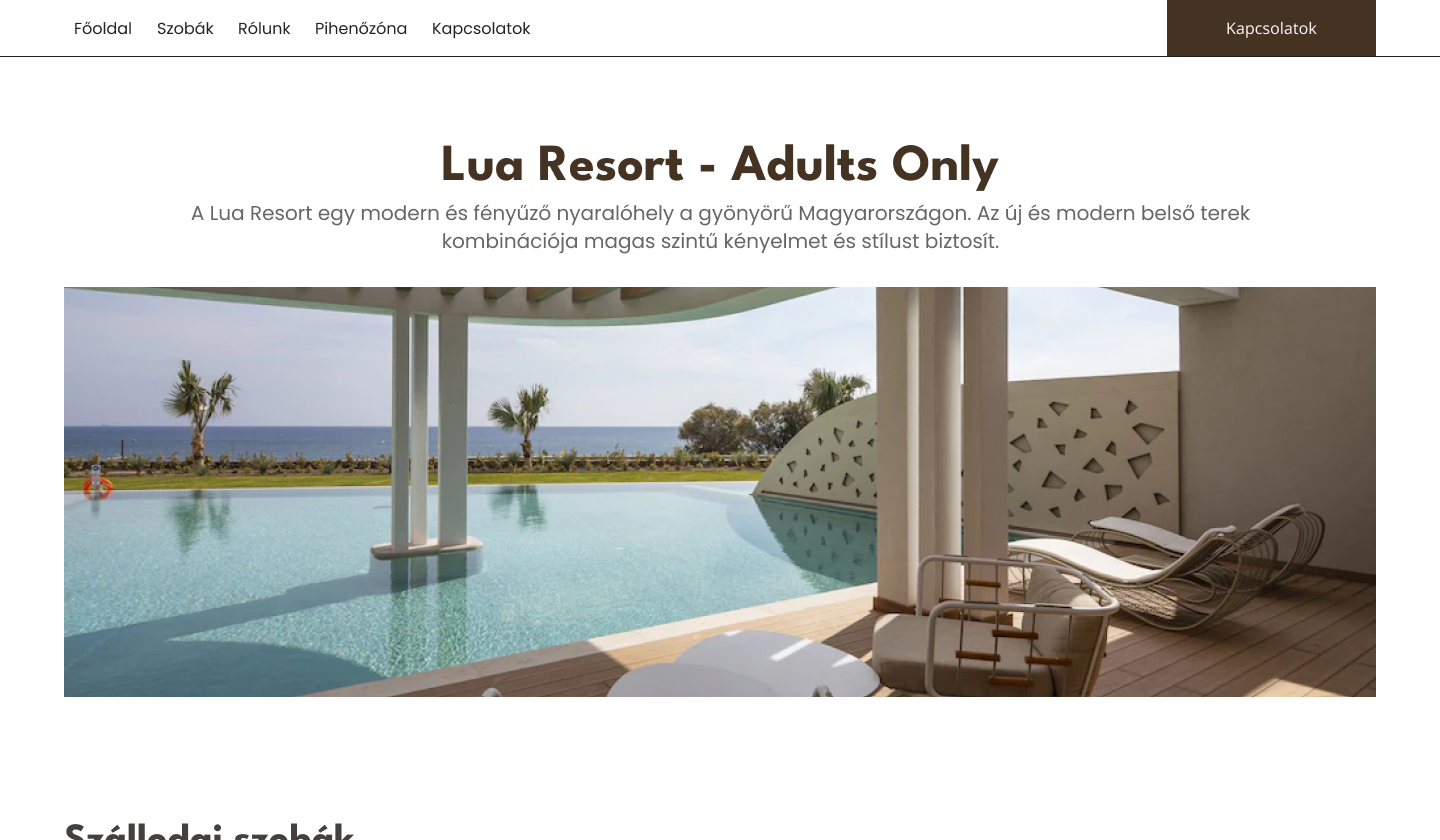 Főoldal Szobák Rólunk Pihenőzóna Kapcsolatok Kapcsolatok
Lua Resort - Adults Only
A Lua Resort egy modern és fényűző nyaralóhely a gyönyörű Magyarországon. Az új és modern belső terek
kombinációja magas szintű kényelmet és stílust biztosít.
Szállodai szobák